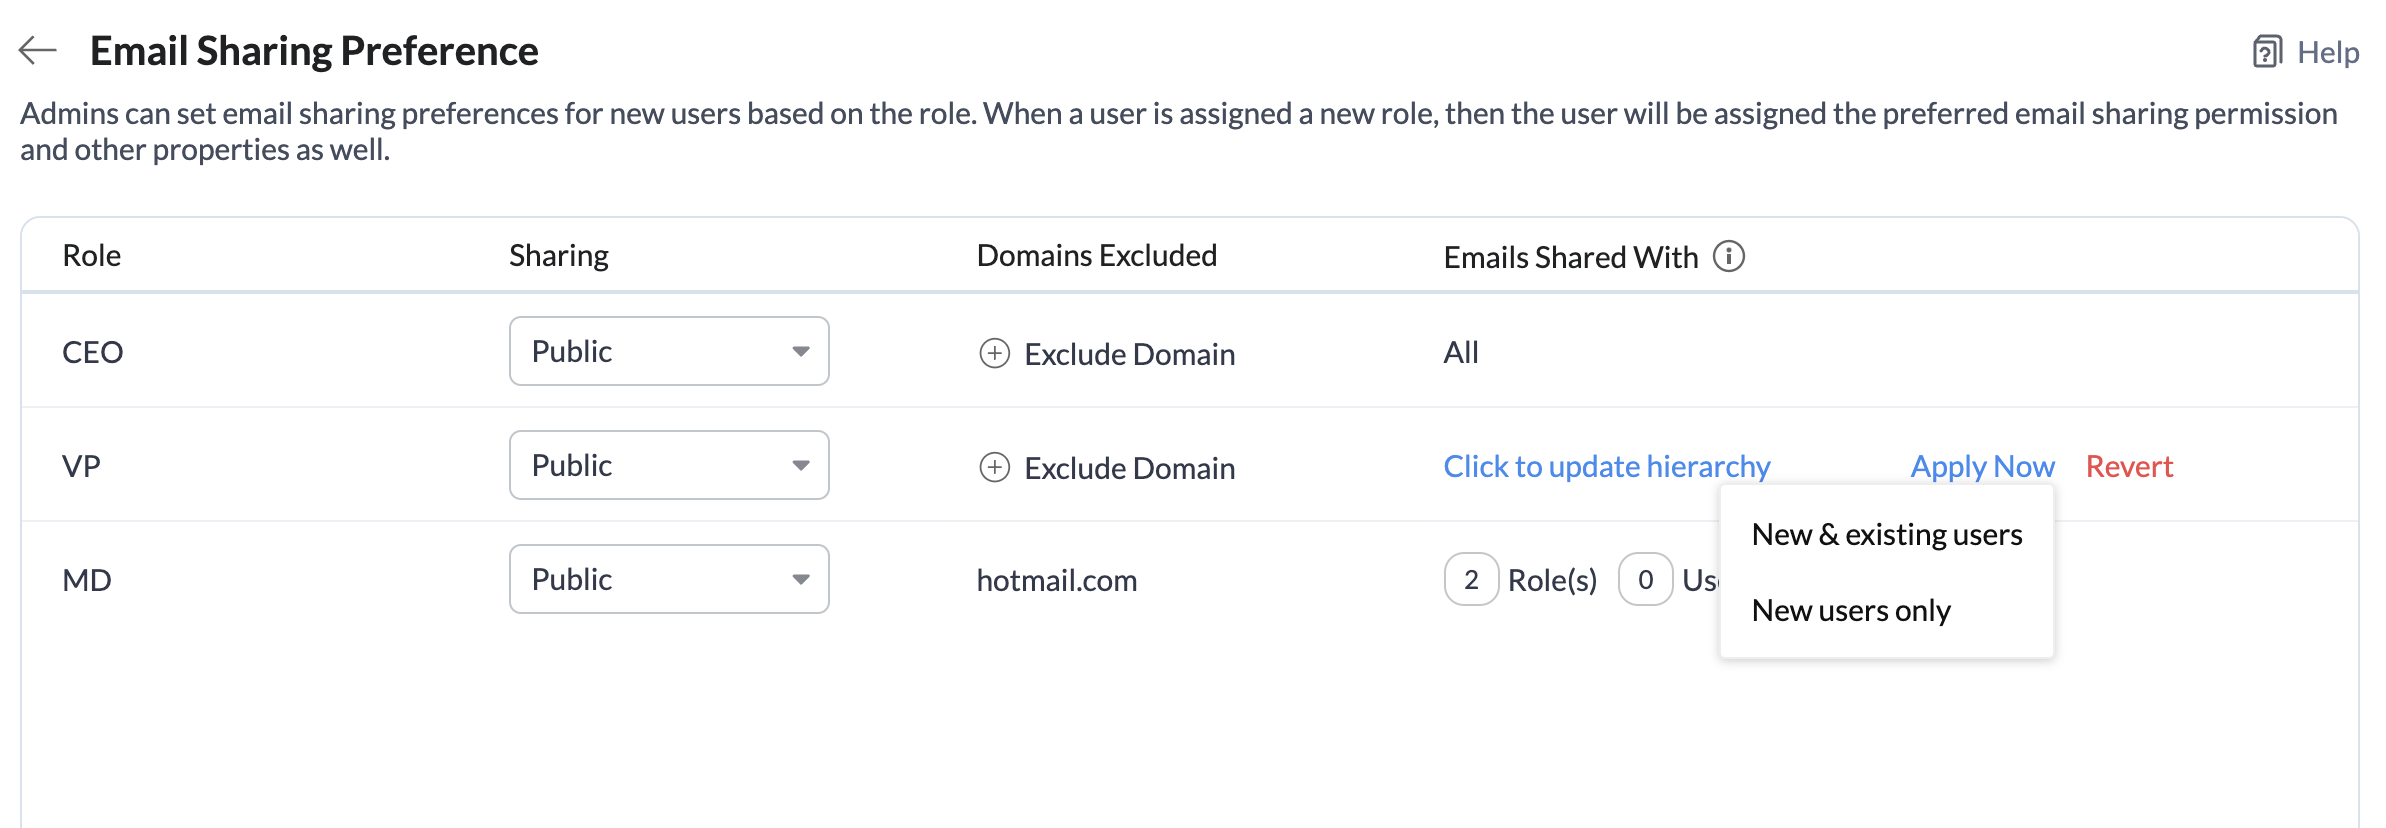 Email Sharing Preference
Help
Admins can set email sharing preferences for new users based on the role. When a user is assigned a new role, then the user will be assigned the preferred email sharing permission
and other properties as well.
Role Sharing Domains Excluded Emails Shared With
CEO Public Exclude Domain All
VP Public Exclude Domain Click to update hierarchy Apply Now Revert
New & existing users
MD Public hotmail.com 2 Role(s) 0
New users only